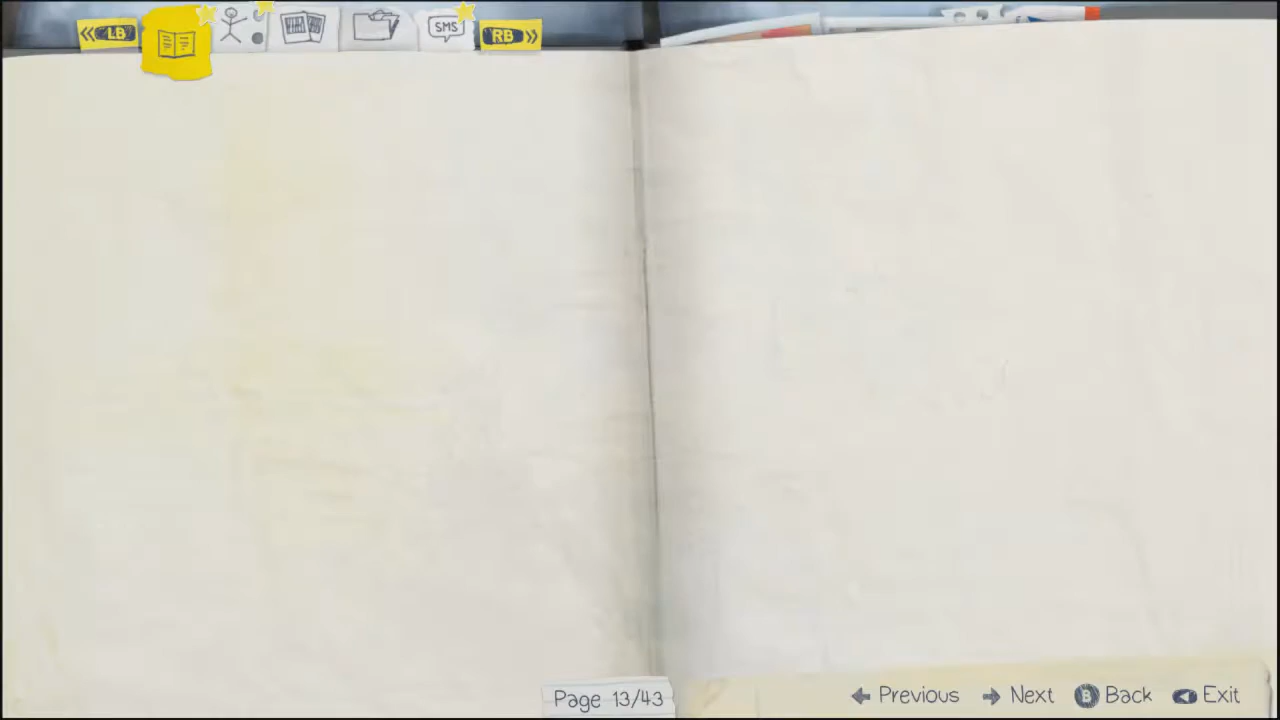 LB
SMS
RB
Page 13/43
Previous
Next
B Back
Exit